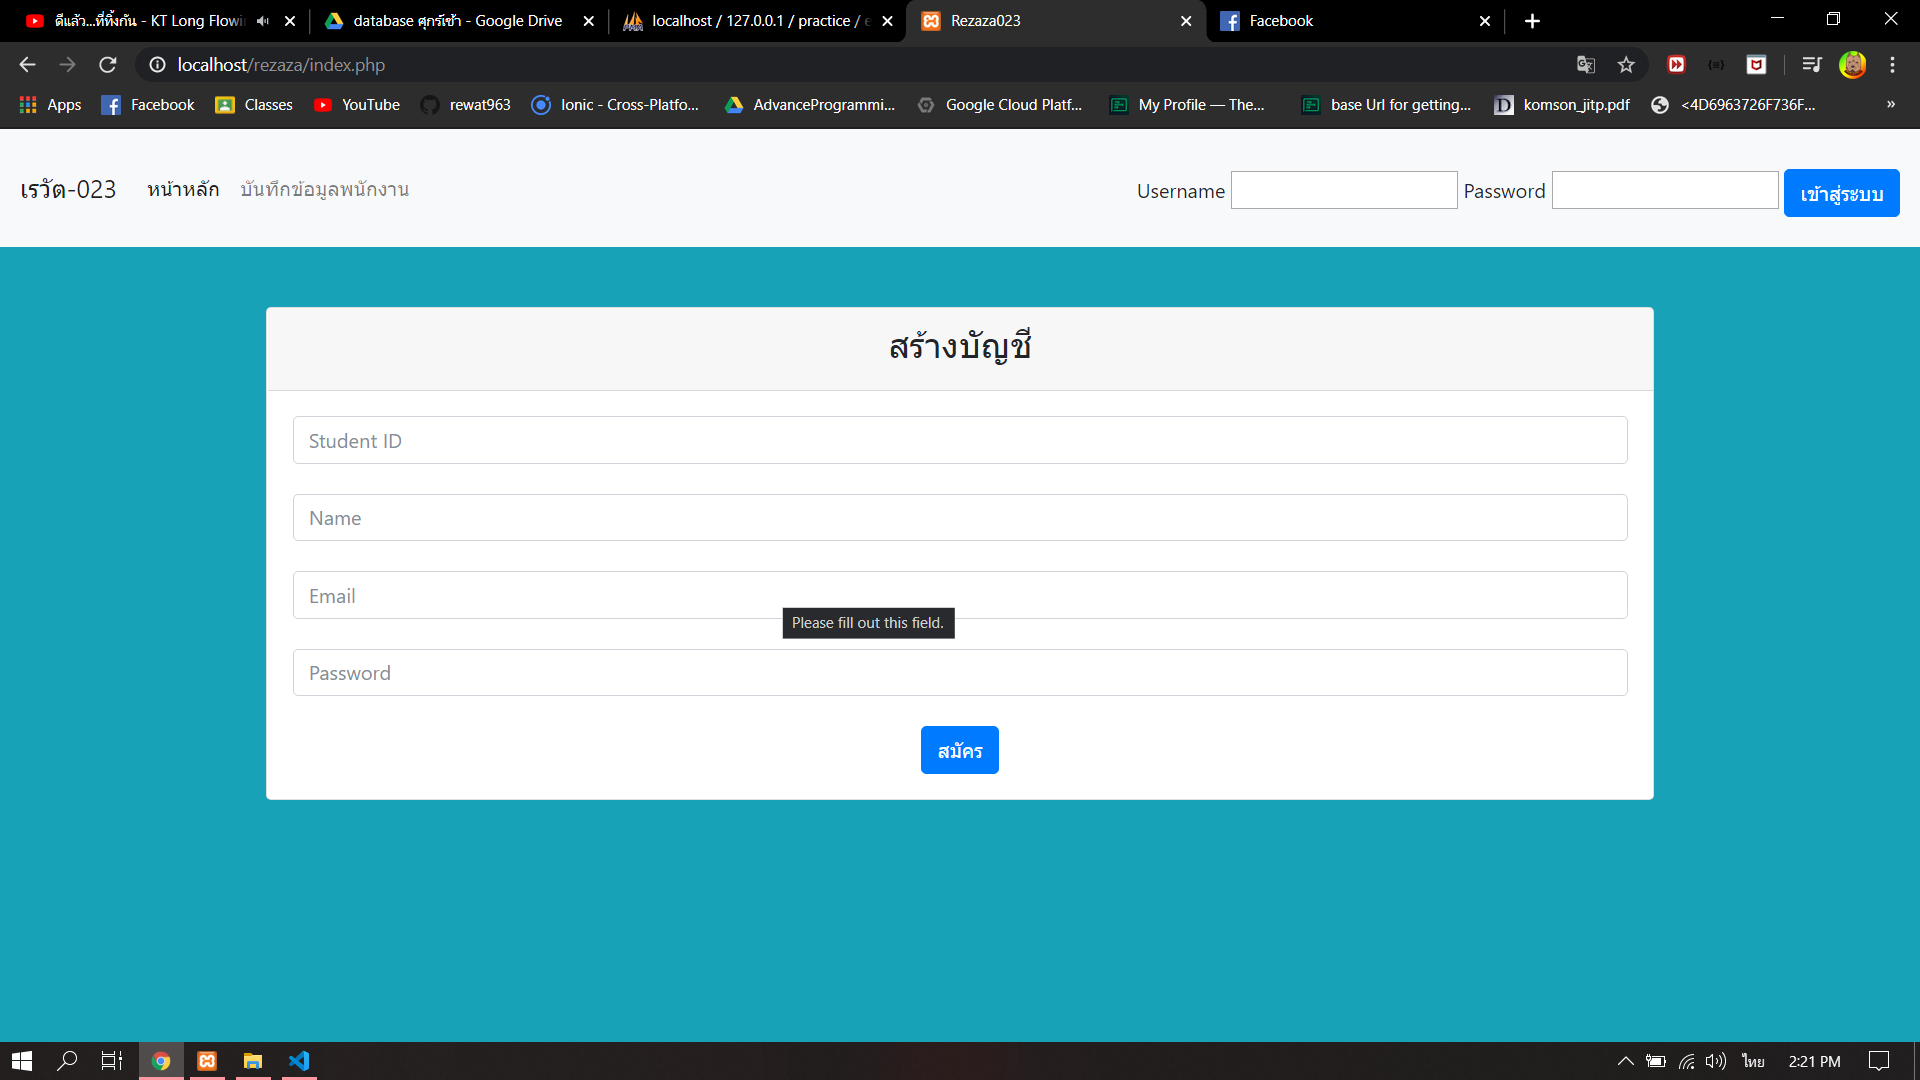 ดีแล้ว...ที่ทิ้งกัน - KT Long Flowin
database ศุกร์เช้า - Google Drive
localhost / 127.0.0.1 / practice / e
Rezaza023
Facebook
localhost/rezaza/index.php
Apps
Facebook
Classes
YouTube
rewat963
Ionic - Cross-Platfo...
AdvanceProgrammi...
Google Cloud Platf...
My Profile — The...
base Url for getting...
komson_jitp.pdf
<4D6963726F736F...
»
เรวัต-023
หน้าหลัก
บันทึกข้อมูลพนักงาน
Username
Password
เข้าสู่ระบบ
สร้างบัญชี
Student ID
Name
Email
Please fill out this field.
Password
สมัคร
ไทย
2:21 PM